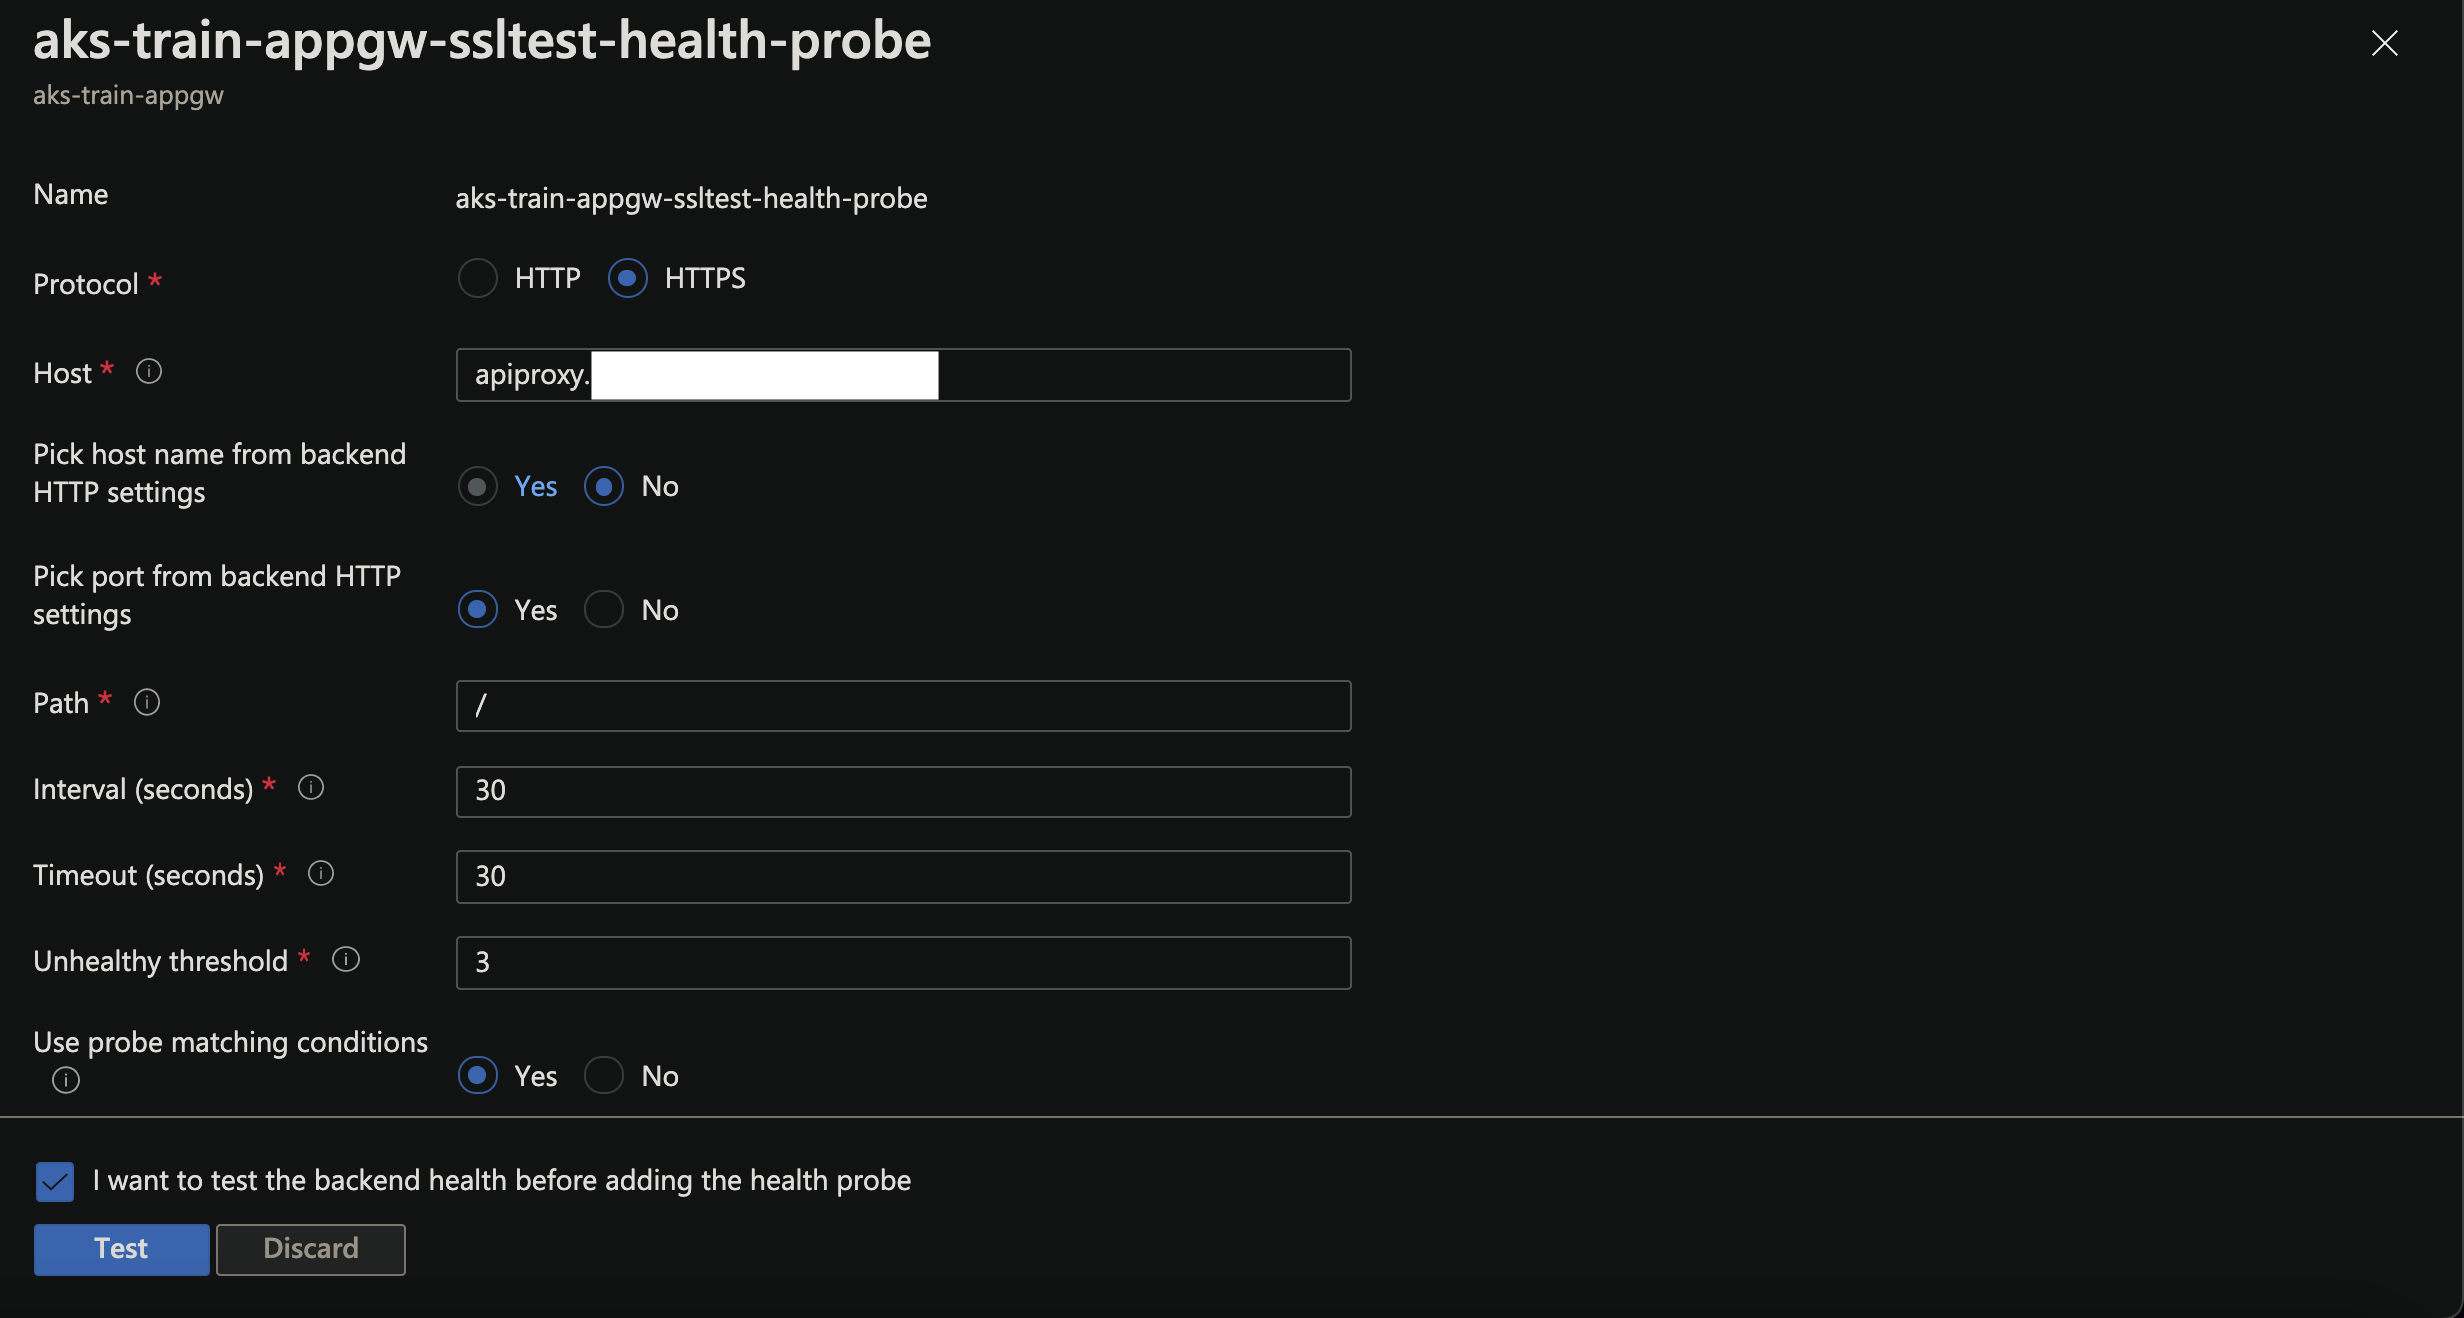 aks-train-appgw-ssltest-health-probe
aks-train-appgw
Name
aks-train-appgw-ssltest-health-probe
Protocol *
HTTP HTTPS
Host *
apiproxy.
Pick host name from backend
HTTP settings
Yes No
Pick port from backend HTTP
settings
Yes No
Path *
/
Interval (seconds) *
30
Timeout (seconds) *
30
Unhealthy threshold *
3
Use probe matching conditions
Yes No
I want to test the backend health before adding the health probe
Test Discard